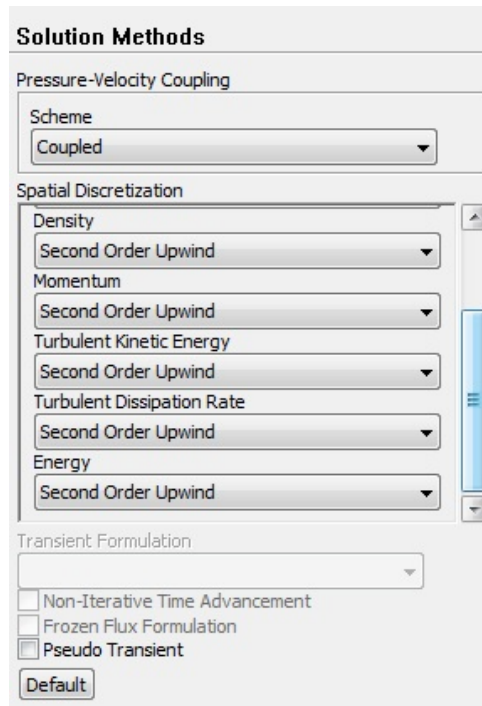 Solution Methods
Pressure-Velocity Coupling
Scheme
Coupled
Spatial Discretization
Density
Second Order Upwind
Momentum
Second Order Upwind
Turbulent Kinetic Energy
Second Order Upwind
Turbulent Dissipation Rate
Second Order Upwind
Energy
Second Order Upwind
Transient Formulation
Non-Iterative Time Advancement
Frozen Flux Formulation
Pseudo Transient
Default